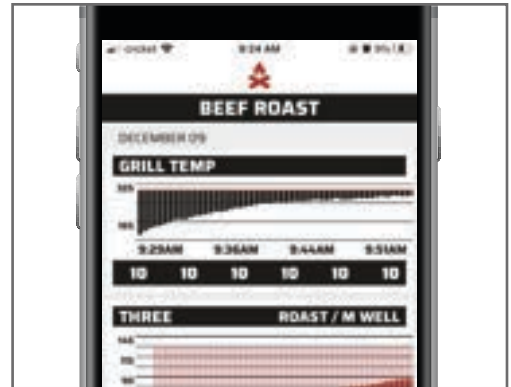 cricket 9:24 AM
BEEF ROAST
DECEMBER 09
GRILL TEMP
9:29AM 9:36AM 9:44AM 9:51AM
10 10 10 10 10 10
THREE ROAST / M WELL